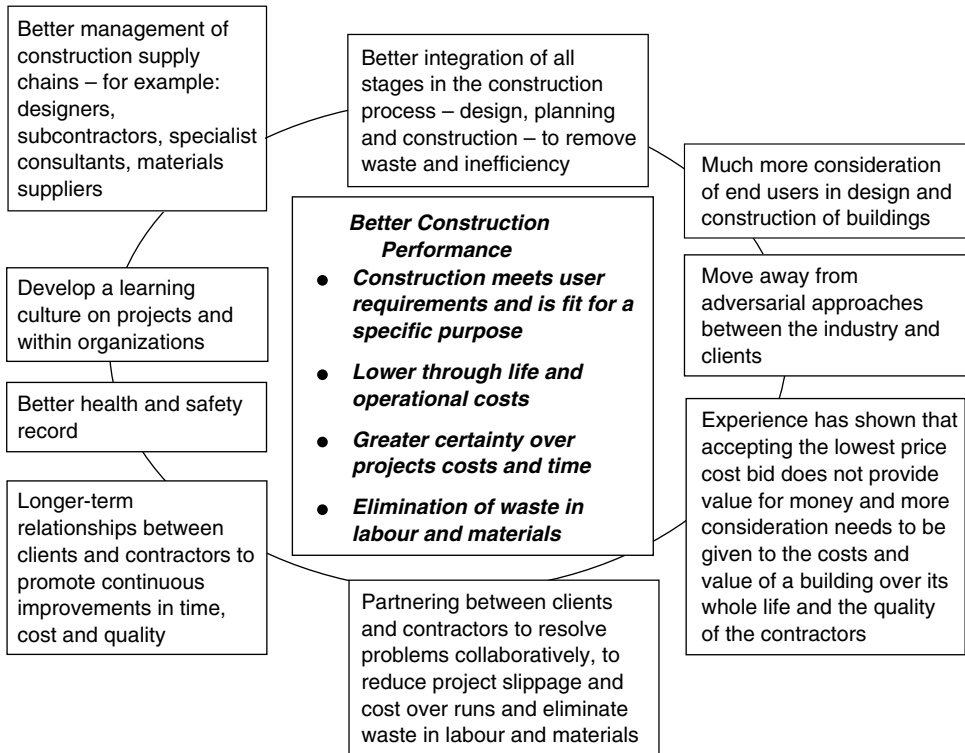 Better management of
construction supply
chains – for example:
designers,
subcontractors, specialist
consultants, materials
suppliers
Better integration of all
stages in the construction
process – design, planning
and construction – to remove
waste and inefficiency
Much more consideration
of end users in design and
construction of buildings
Better Construction
Performance
● Construction meets user
requirements and is fit for a
specific purpose
● Lower through life and
operational costs
● Greater certainty over
projects costs and time
● Elimination of waste in
labour and materials
Develop a learning
culture on projects and
within organizations
Move away from
adversarial approaches
between the industry and
clients
Better health and safety
record
Experience has shown that
accepting the lowest price
cost bid does not provide
value for money and more
consideration needs to be
given to the costs and
value of a building over its
whole life and the quality
of the contractors
Longer-term
relationships between
clients and contractors to
promote continuous
improvements in time,
cost and quality
Partnering between clients
and contractors to resolve
problems collaboratively, to
reduce project slippage and
cost over runs and eliminate
waste in labour and materials